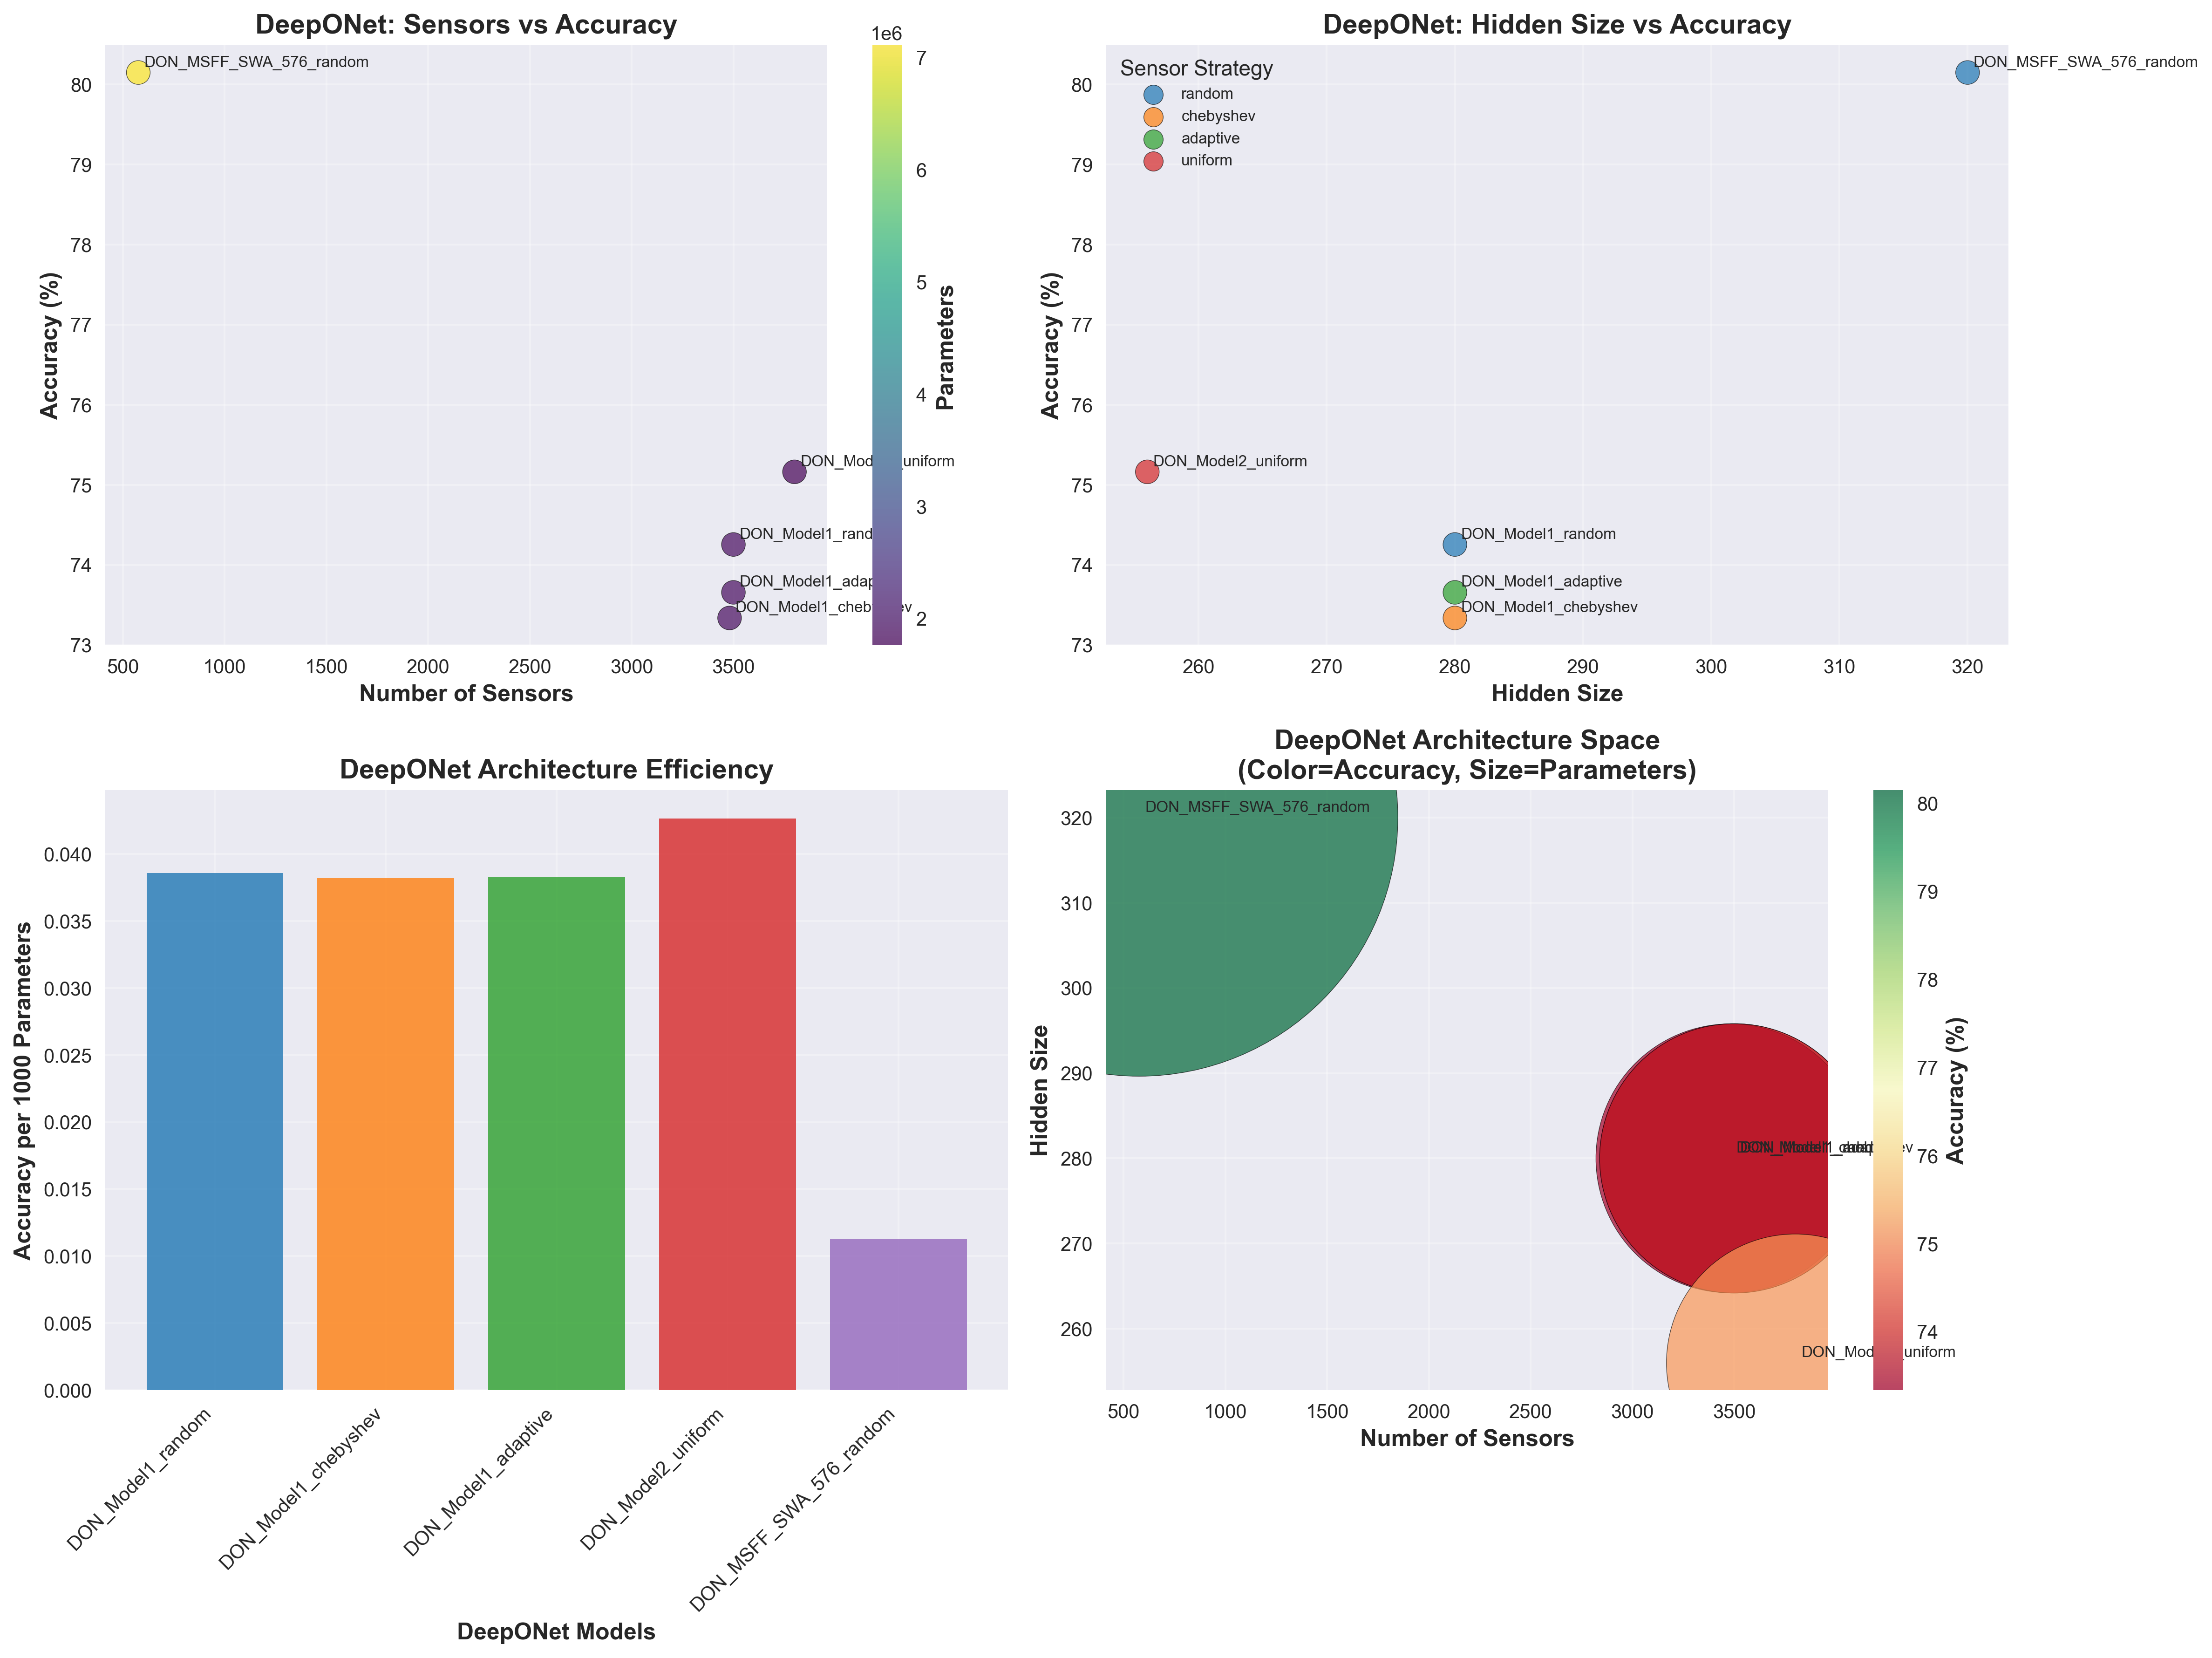 DeepONet: Sensors vs Accuracy
1e6
DON_MSFF_SWA_576_random
80
79
78
77
76
75
74
73
Accuracy (%)
DON_Mod uniform
DON_Model1_rand
DON_Model1_adap
DON_Model1_chebyshev
500
1000
1500
2000
2500
3000
3500
Number of Sensors
7
6
5
4
3
2
Parameters
DeepONet: Hidden Size vs Accuracy
Sensor Strategy
random
chebyshev
adaptive
uniform
DON_MSFF_SWA_576_random
80
79
78
77
76
75
74
73
Accuracy (%)
DON_Model2_uniform
DON_Model1_random
DON_Model1_adaptive
DON_Model1_chebyshev
260
270
280
290
300
310
320
Hidden Size
DeepONet Architecture Efficiency
0.040
0.035
0.030
0.025
0.020
0.015
0.010
0.005
0.000
Accuracy per 1000 Parameters
DON_Model1_random
DON_Model1_chebyshev
DON_Model1_adaptive
DON_Model2_uniform
DON_MSFF_SWA_576_random
DeepONet Models
DeepONet Architecture Space
(Color=Accuracy, Size=Parameters)
DON_MSFF_SWA_576_random
320
310
300
290
280
270
260
Hidden Size
DON_Mod uniform
500
1000
1500
2000
2500
3000
3500
Number of Sensors
80
79
78
77
76
75
74
Accuracy (%)